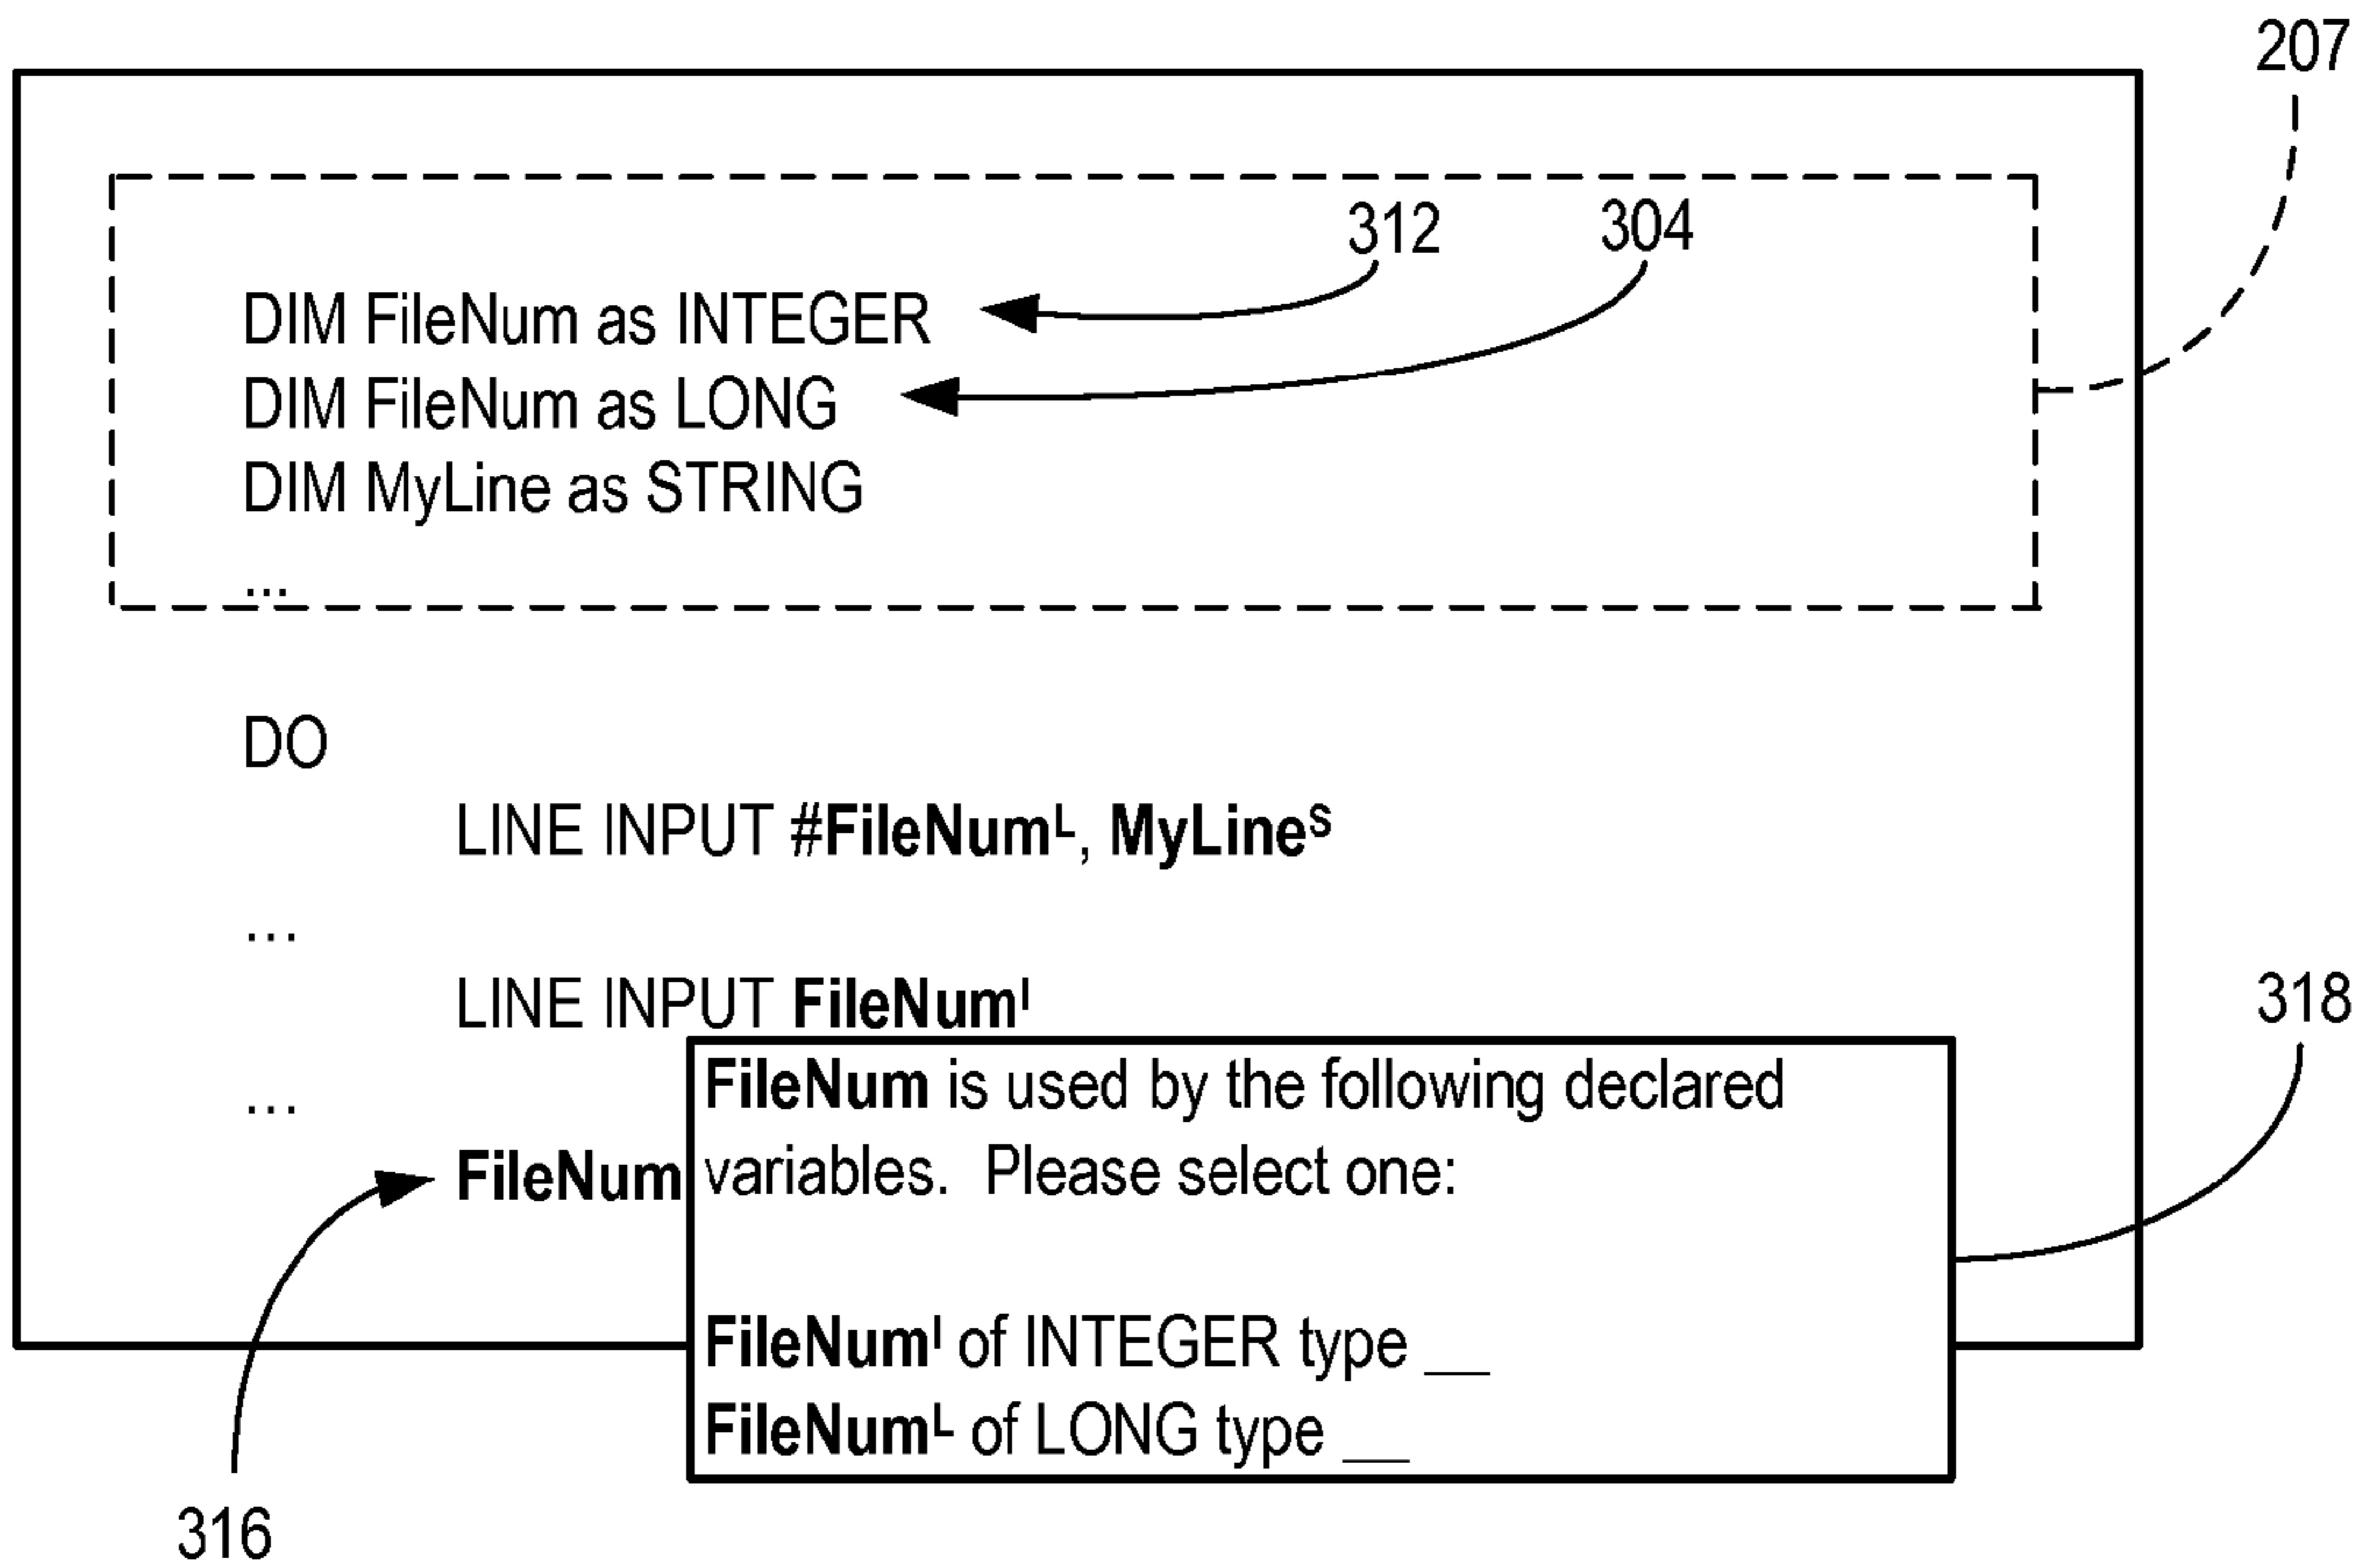 207
312 304
DIM FileNum as INTEGER
DIM FileNum as LONG
DIM MyLine as STRING
...
DO
LINE INPUT #FileNumᴸ, MyLineˢ
...
LINE INPUT FileNumᴵ
318
...
FileNum
FileNum is used by the following declared
variables. Please select one:
FileNumᴵ of INTEGER type __
FileNumᴸ of LONG type __
316